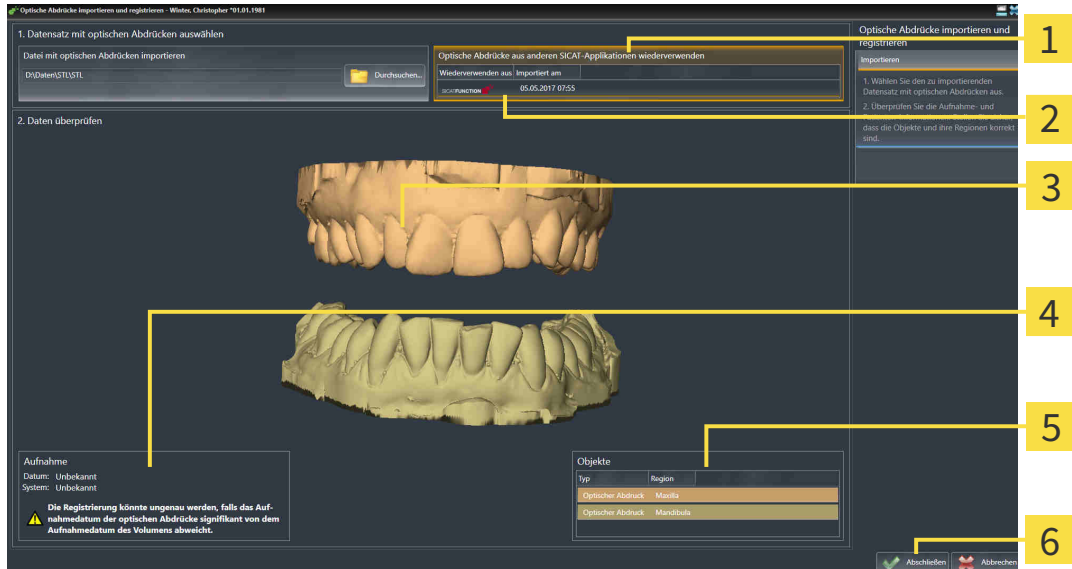 Optische Abdrücke importieren und registrieren - Winter, Christopher *01.01.1981
1. Datensatz mit optischen Abdrücken auswählen
Datei mit optischen Abdrücken importieren
D:\Daten\STL\STL
Durchsuchen...
Optische Abdrücke aus anderen SICAT-Applikationen wiederverwenden
Wiederverwenden aus
Importiert am
SICAT FUNCTION
05.05.2017 07:55
Optische Abdrücke importieren und
registrieren
Importieren
1. Wählen Sie den zu importierenden
Datensatz mit optischen Abdrücken aus.
2. Überprüfen Sie die Aufnahme- und
dass die Objekte und ihre Regionen korrekt
sind.
2. Daten überprüfen
Aufnahme
Datum: Unbekannt
System: Unbekannt
Die Registrierung könnte ungenau werden, falls das Auf-
nahmedatum der optischen Abdrücke signifikant von dem
Aufnahmedatum des Volumens abweicht.
Objekte
Typ
Region
Optischer Abdruck Maxilla
Optischer Abdruck Mandibula
Abschließen
Abbrechen
1
2
3
4
5
6